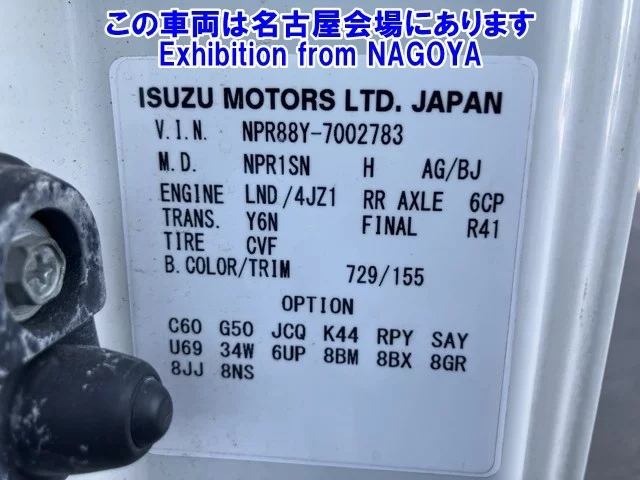 この車両は名古屋会場にあります
Exhibition from NAGOYA
ISUZU MOTORS LTD. JAPAN
V.I.N. NPR88Y-7002783
M.D. NPR1SN H AG/BJ
ENGINE LND/4JZ1 RR AXLE 6CP
TRANS. Y6N FINAL R41
TIRE CVF
B.COLOR/TRIM 729/155
OPTION
C60 G50 JCQ K44 RPY SAY
U69 34W 6UP 8BM 8BX 8GR
8JJ 8NS